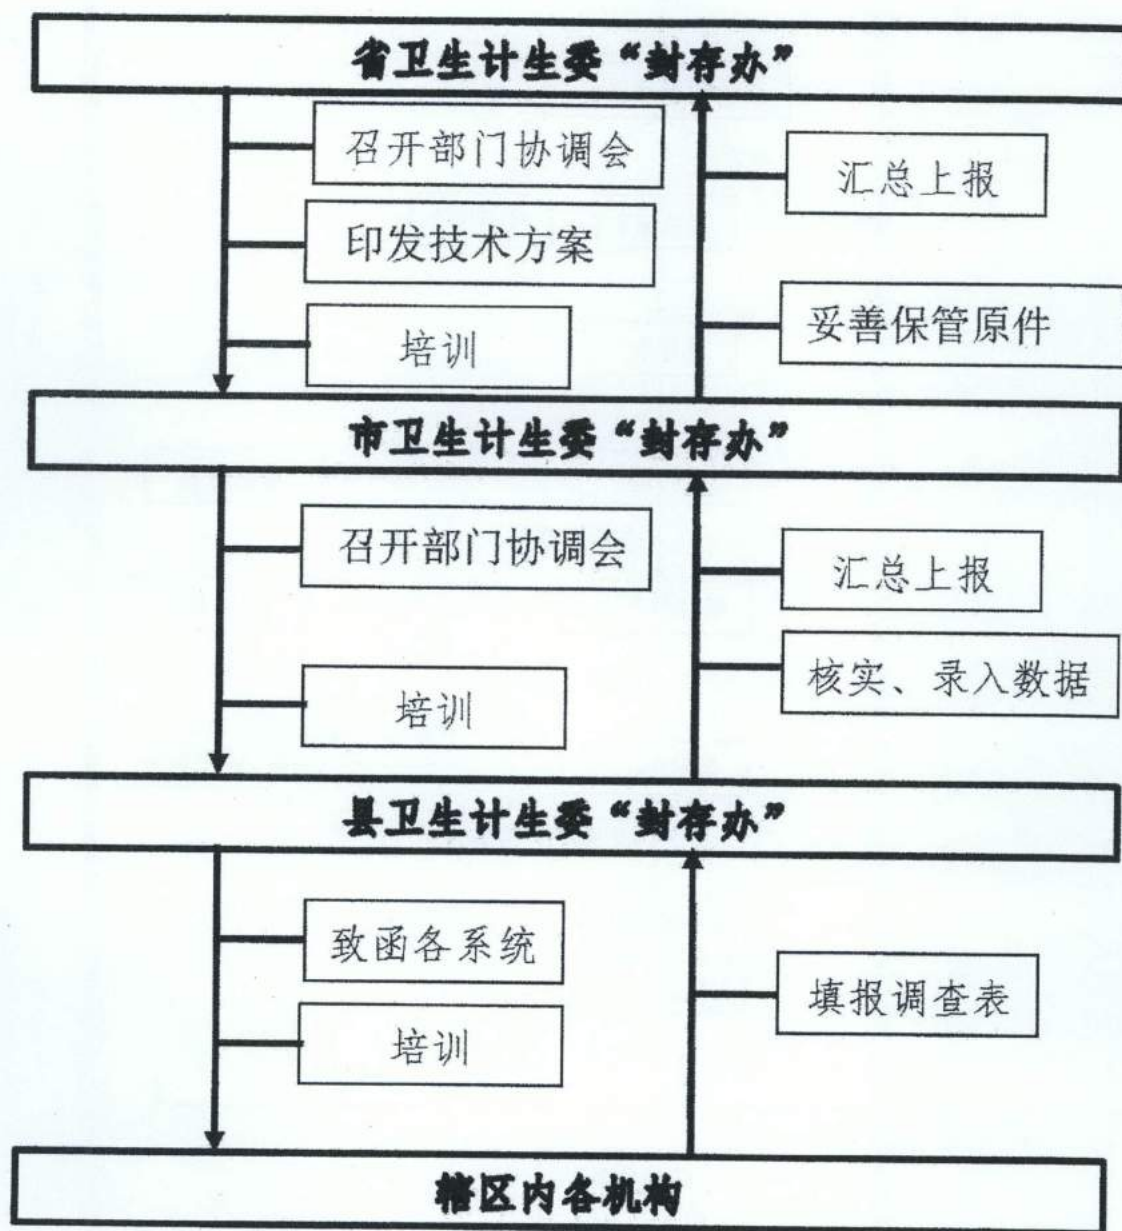 省卫生计生委“封存办”
召开部门协调会
汇总上报
印发技术方案
妥善保管原件
培训
市卫生计生委“封存办”
召开部门协调会
汇总上报
核实、录入数据
培训
县卫生计生委“封存办”
致函各系统
填报调查表
培训
辖区内各机构